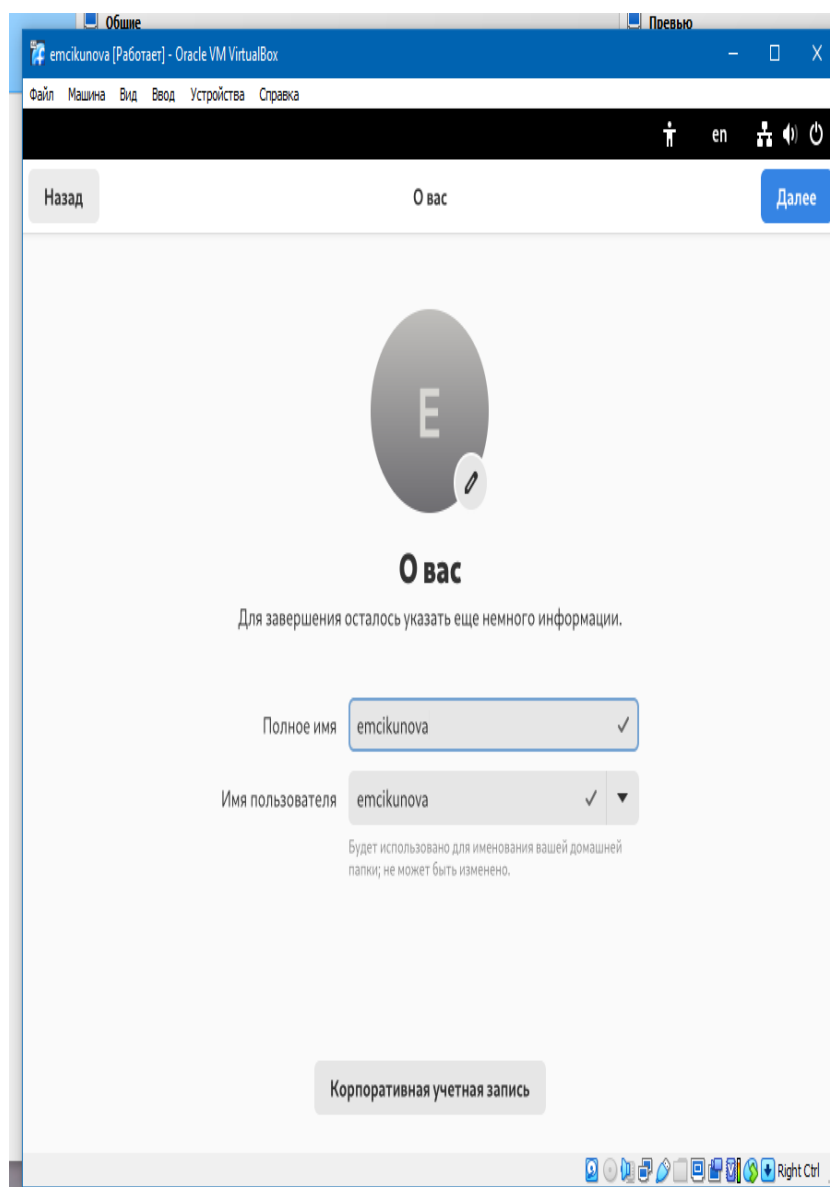 Общие
Превью
emcikunova [Работает] - Oracle VM VirtualBox
Файл Машина Вид Ввод Устройства Справка
en
Назад
О вас
Далее
E
О вас
Для завершения осталось указать еще немного информации.
Полное имя emcikunova
Имя пользователя emcikunova
Будет использовано для именования вашей домашней
папки; не может быть изменено.
Корпоративная учетная запись
Right Ctrl